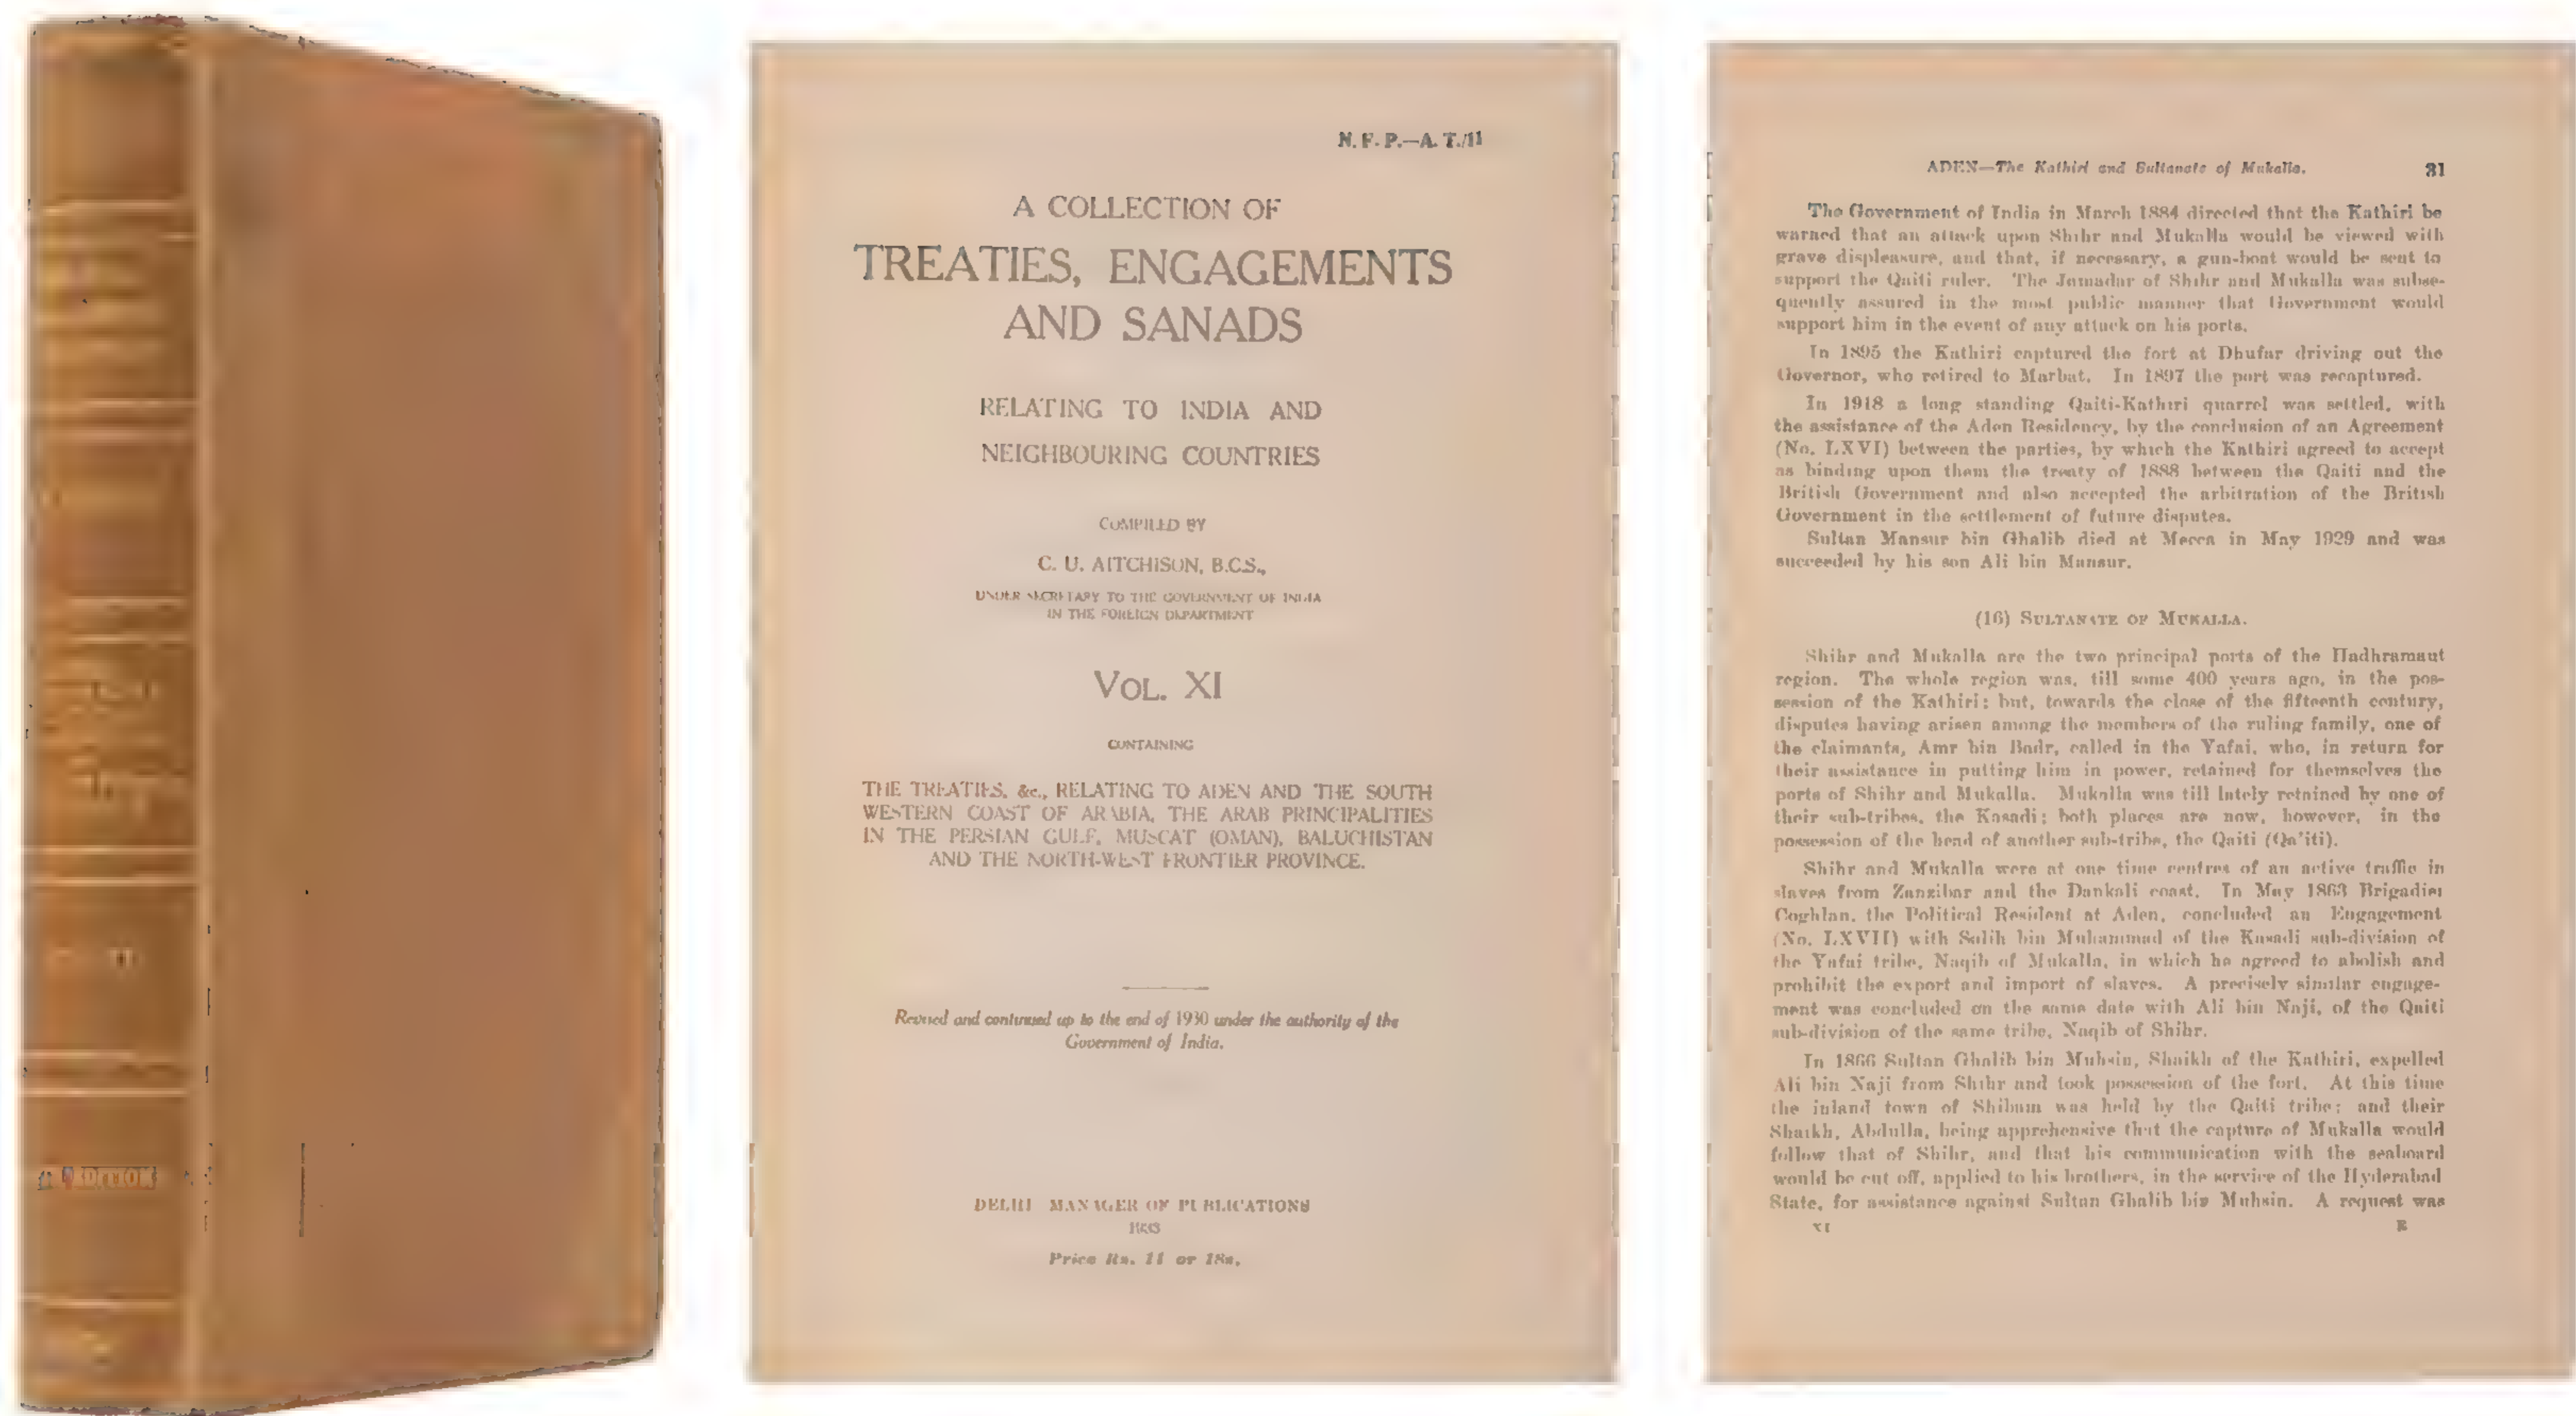 N. F. P.—A. T./11
A COLLECTION OF
TREATIES, ENGAGEMENTS
AND SANADS
RELATING TO INDIA AND
NEIGHBOURING COUNTRIES
COMPILED BY
C. U. AITCHISON, B.C.S.,
UNDER SECRETARY TO THE GOVERNMENT OF INDIA
IN THE FOREIGN DEPARTMENT
VOL. XI
CONTAINING
THE TREATIES, &c., RELATING TO ADEN AND THE SOUTH
WESTERN COAST OF ARABIA, THE ARAB PRINCIPALITIES
IN THE PERSIAN GULF, MUSCAT (OMAN), BALUCHISTAN
AND THE NORTH-WEST FRONTIER PROVINCE.
Revised and continued up to the end of 1930 under the authority of the
Government of India.
DELHI MANAGER OF PUBLICATIONS
Price Rs. 11 or 18s.
ADEN—The Kathiri and Sultanate of Mukalla. 31
The Government of India in March 1884 directed that the Kathiri be
warned that an attack upon Shihr and Mukalla would be viewed with
grave displeasure, and that, if necessary, a gun-boat would be sent to
support the Qaiti ruler. The Jamadar of Shihr and Mukalla was subse-
quently assured in the most public manner that Government would
support him in the event of any attack on his ports.
In 1895 the Kathiri captured the fort at Dhufar driving out the
Governor, who retired to Marbat. In 1897 the port was recaptured.
In 1918 a long standing Qaiti-Kathiri quarrel was settled, with
the assistance of the Aden Residency, by the conclusion of an Agreement
(No. LXVI) between the parties, by which the Kathiri agreed to accept
as binding upon them the treaty of 1888 between the Qaiti and the
British Government and also accepted the arbitration of the British
Government in the settlement of future disputes.
Sultan Mansur bin Ghalib died at Mecca in May 1929 and was
succeeded by his son Ali bin Mansur.
(16) SULTANATE OF MUKALLA.
Shihr and Mukalla are the two principal ports of the Hadhramaut
region. The whole region was, till some 400 years ago, in the pos-
session of the Kathiri; but, towards the close of the fifteenth century,
disputes having arisen among the members of the ruling family, one of
the claimants, Amr bin Badr, called in the Yafai, who, in return for
their assistance in putting him in power, retained for themselves the
ports of Shihr and Mukalla. Mukalla was till lately retained by one of
their sub-tribes, the Kasadi; both places are now, however, in the
possession of the head of another sub-tribe, the Qaiti (Qa'iti).
Shihr and Mukalla were at one time centres of an active traffic in
slaves from Zanzibar and the Dankali coast. In May 1863 Brigadier
Coghlan, the Political Resident at Aden, concluded an Engagement
(No. LXVII) with Salih bin Muhammad of the Kasadi sub-division of
the Yafai tribe, Naqib of Mukalla, in which he agreed to abolish and
prohibit the export and import of slaves. A precisely similar engage-
ment was concluded on the same date with Ali bin Naji, of the Qaiti
sub-division of the same tribe, Naqib of Shihr.
In 1866 Sultan Ghalib bin Muhsin, Shaikh of the Kathiri, expelled
Ali bin Naji from Shihr and took possession of the fort. At this time
the inland town of Shibam was held by the Qaiti tribe; and their
Shaikh, Abdulla, being apprehensive that the capture of Mukalla would
follow that of Shihr, and that his communication with the seaboard
would be cut off, applied to his brothers, in the service of the Hyderabad
State, for assistance against Sultan Ghalib bin Muhsin. A request was
XI E